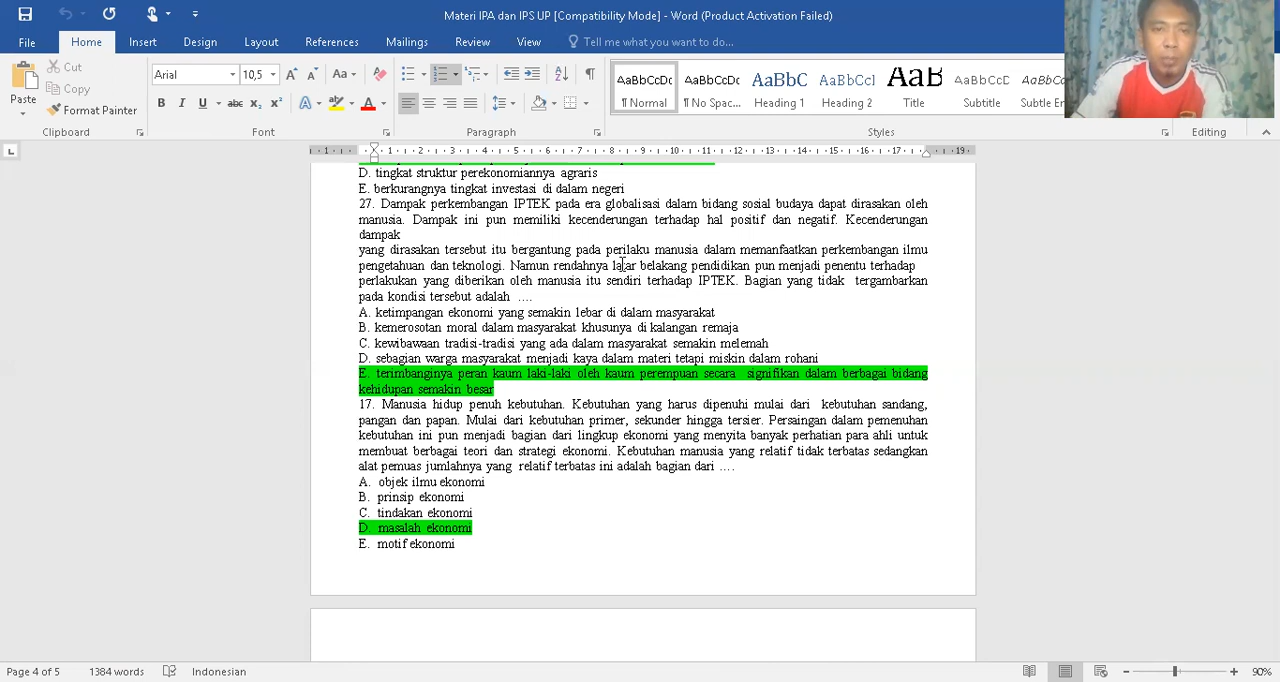 Materi IPA dan IPS UP [Compatibility Mode] - Word (Product Activation Failed)
File Home Insert Design Layout References Mailings Review View Tell me what you want to do...
Paste
Cut
Copy
Format Painter
Arial 10,5
AaBbCcDc AaBbCcDc AaBbC AaBbCcl AaB AaBbCcD AaBbCcD
¶ Normal ¶ No Spac... Heading 1 Heading 2 Title Subtitle Subtle Em
Clipboard Font Paragraph Styles Editing
D. tingkat struktur perekonomiannya agraris
E. berkurangnya tingkat investasi di dalam negeri
27. Dampak perkembangan IPTEK pada era globalisasi dalam bidang sosial budaya dapat dirasakan oleh
manusia. Dampak ini pun memiliki kecenderungan terhadap hal positif dan negatif. Kecenderungan
dampak
yang dirasakan tersebut itu bergantung pada perilaku manusia dalam memanfaatkan perkembangan ilmu
pengetahuan dan teknologi. Namun rendahnya latar belakang pendidikan pun menjadi penentu terhadap
perlakukan yang diberikan oleh manusia itu sendiri terhadap IPTEK. Bagian yang tidak tergambarkan
pada kondisi tersebut adalah ....
A. ketimpangan ekonomi yang semakin lebar di dalam masyarakat
B. kemerosotan moral dalam masyarakat khusunya di kalangan remaja
C. kewibawaan tradisi-tradisi yang ada dalam masyarakat semakin melemah
D. sebagian warga masyarakat menjadi kaya dalam materi tetapi miskin dalam rohani
E. terimbanginya peran kaum laki-laki oleh kaum perempuan secara signifikan dalam berbagai bidang
kehidupan semakin besar
17. Manusia hidup penuh kebutuhan. Kebutuhan yang harus dipenuhi mulai dari kebutuhan sandang,
pangan dan papan. Mulai dari kebutuhan primer, sekunder hingga tersier. Persaingan dalam pemenuhan
kebutuhan ini pun menjadi bagian dari lingkup ekonomi yang menyita banyak perhatian para ahli untuk
membuat berbagai teori dan strategi ekonomi. Kebutuhan manusia yang relatif tidak terbatas sedangkan
alat pemuas jumlahnya yang relatif terbatas ini adalah bagian dari ....
A. objek ilmu ekonomi
B. prinsip ekonomi
C. tindakan ekonomi
D. masalah ekonomi
E. motif ekonomi
Page 4 of 5 1384 words Indonesian 90%